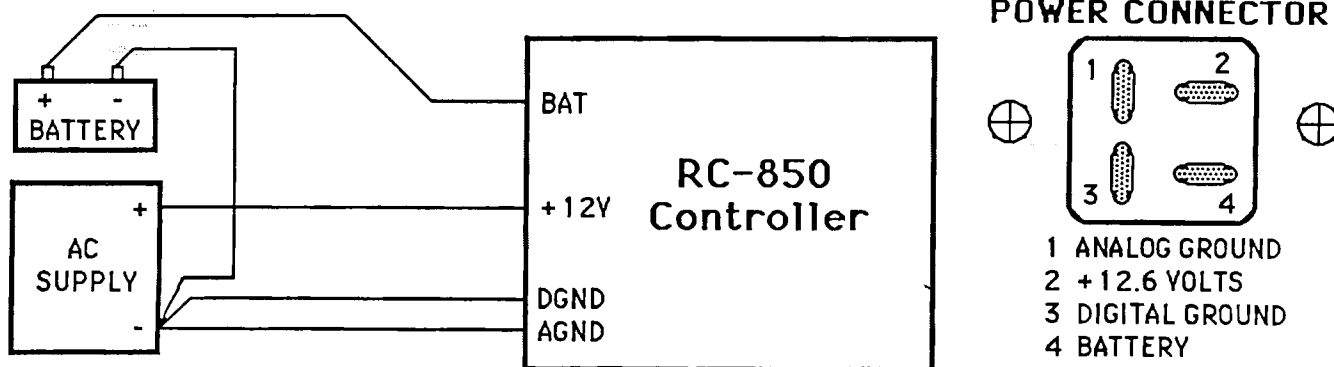 POWER CONNECTOR
+ -
BATTERY
+
AC
SUPPLY
-
BAT
+12V
DGND
AGND
RC-850
Controller
1 2
3 4
1 ANALOG GROUND
2 +12.6 VOLTS
3 DIGITAL GROUND
4 BATTERY